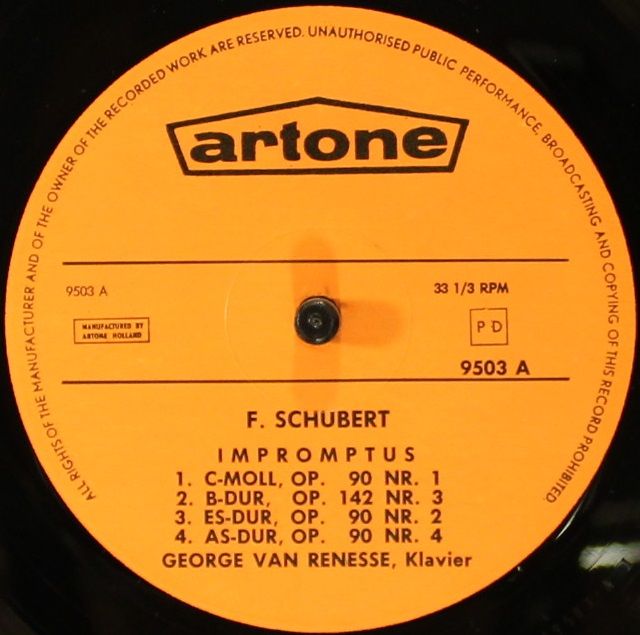 ALL RIGHTS OF THE MANUFACTURER AND OF THE OWNER OF THE RECORDED WORK ARE RESERVED. UNAUTHORISED PUBLIC PERFORMANCE, BROADCASTING AND COPYING OF THIS RECORD PROHIBITED.
artone
9503 A
33 1/3 RPM
MANUFACTURED BY
ARTONE HOLLAND
P D
9503 A
F. SCHUBERT
IMPROMPTUS
1. C-MOLL, OP. 90 NR. 1
2. B-DUR, OP. 142 NR. 3
3. ES-DUR, OP. 90 NR. 2
4. AS-DUR, OP. 90 NR. 4
GEORGE VAN RENESSE, Klavier